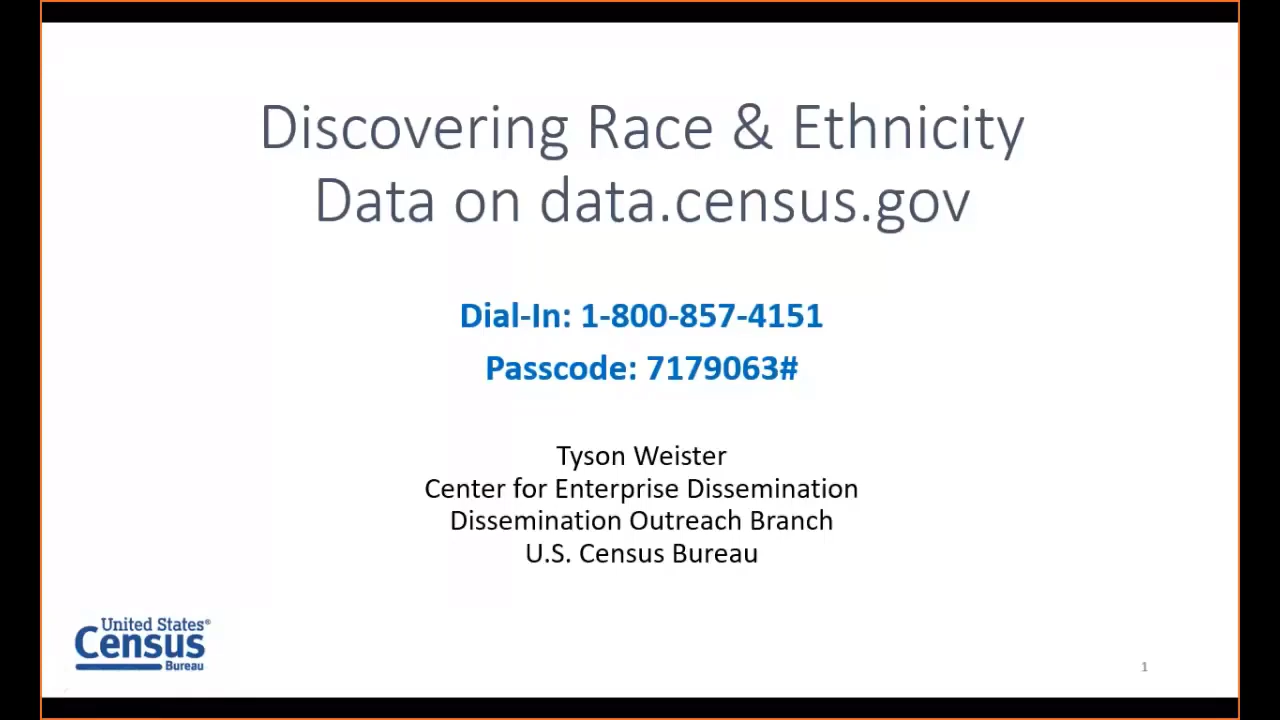 Discovering Race & Ethnicity
Data on data.census.gov
Dial-In: 1-800-857-4151
Passcode: 7179063#
Tyson Weister
Center for Enterprise Dissemination
Dissemination Outreach Branch
U.S. Census Bureau
United States®
Census
Bureau
1